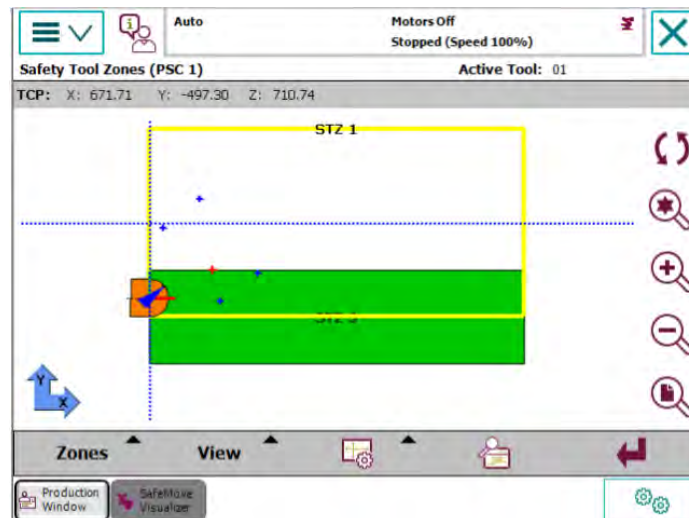 Auto
Motors Off
Stopped (Speed 100%)
Safety Tool Zones (PSC 1)
Active Tool: 01
TCP: X: 671.71 Y: -497.30 Z: 710.74
STZ 1
Y
X
Zones
View
Production
Window
SafeMove
Visualizer